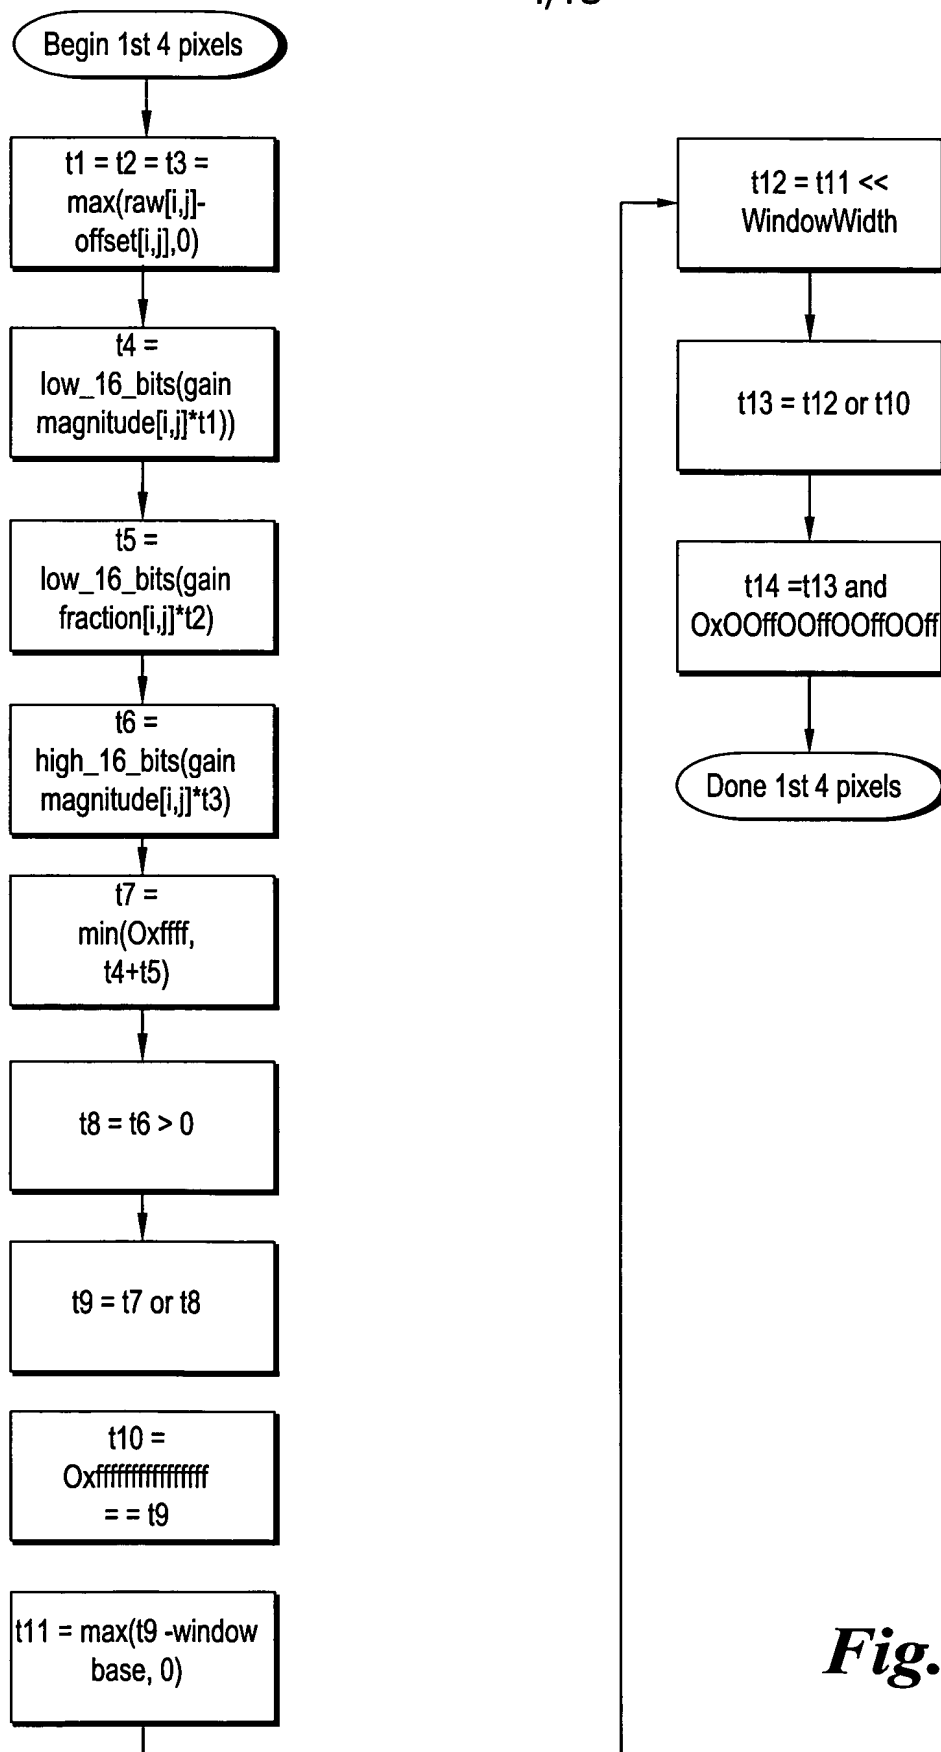 Begin 1st 4 pixels
t1 = t2 = t3 =
max(raw[i,j]-
offset[i,j],0)
t4 =
low_16_bits(gain
magnitude[i,j]*t1))
t5 =
low_16_bits(gain
fraction[i,j]*t2)
t6 =
high_16_bits(gain
magnitude[i,j]*t3)
t7 =
min(Oxffff,
t4+t5)
t8 = t6 > 0
t9 = t7 or t8
t10 =
Oxffffffffffffffff
= = t9
t11 = max(t9 -window
base, 0)
t12 = t11 <<
WindowWidth
t13 = t12 or t10
t14 =t13 and
OxOOffOOffOOffOOff
Done 1st 4 pixels
Fig.